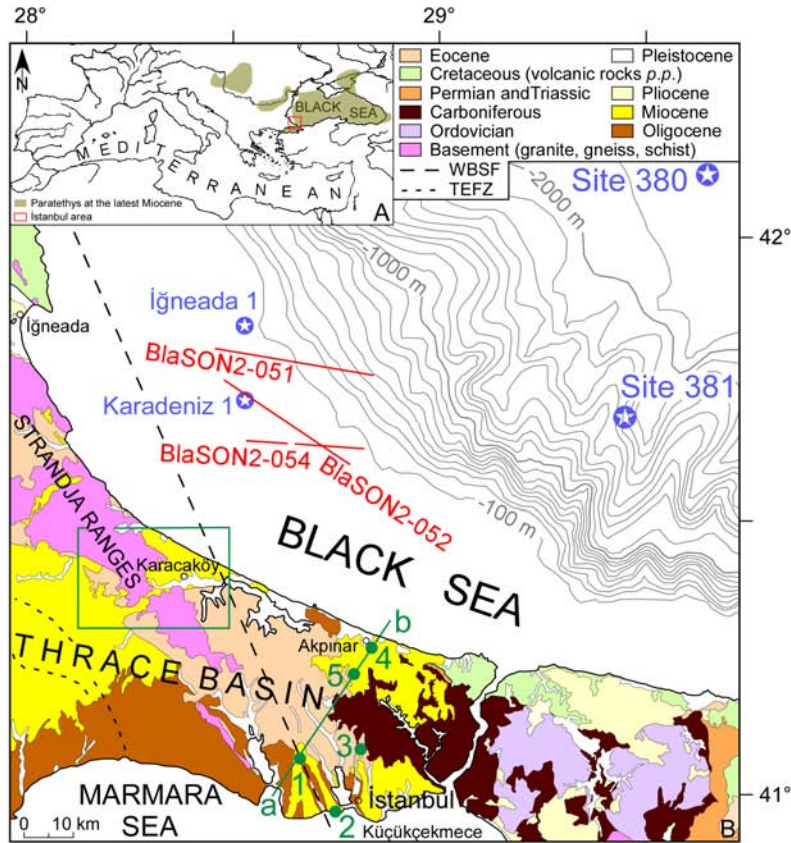 28°
29°
N
BLACK SEA
MEDITERRANEAN
Paratethys at the latest Miocene
İstanbul area
A
Eocene
Cretaceous (volcanic rocks p.p.)
Permian and Triassic
Carboniferous
Ordovician
Basement (granite, gneiss, schist)
Pleistocene
Pliocene
Miocene
Oligocene
WBSF
TEFZ
-2000 m
Site 380
42°
-1000 m
İğneada 1
İğneada
BlaSON2-051
Site 381
Karadeniz 1
BlaSON2-054
BlaSON2-052
-100 m
STRANDJA RANGES
BLACK SEA
Karacaköy
b
Akpınar
4
THRACE BASIN
5
3
1
a
MARMARA
SEA
İstanbul
2
Küçükçekmece
41°
0 10 km
B